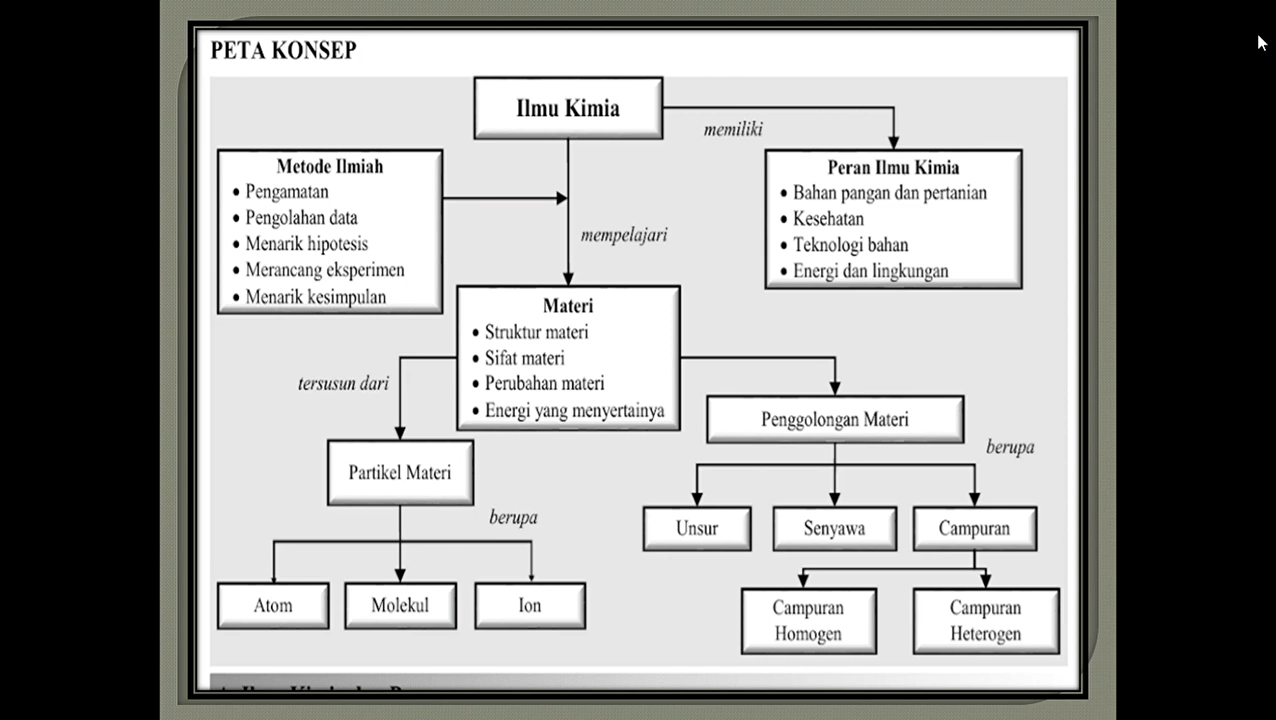 PETA KONSEP
Ilmu Kimia
memiliki
Metode Ilmiah
• Pengamatan
• Pengolahan data
• Menarik hipotesis
• Merancang eksperimen
• Menarik kesimpulan
Peran Ilmu Kimia
• Bahan pangan dan pertanian
• Kesehatan
• Teknologi bahan
• Energi dan lingkungan
mempelajari
Materi
• Struktur materi
• Sifat materi
• Perubahan materi
• Energi yang menyertainya
tersusun dari
Penggolongan Materi
berupa
Partikel Materi
berupa
Unsur
Senyawa
Campuran
Atom
Molekul
Ion
Campuran
Homogen
Campuran
Heterogen